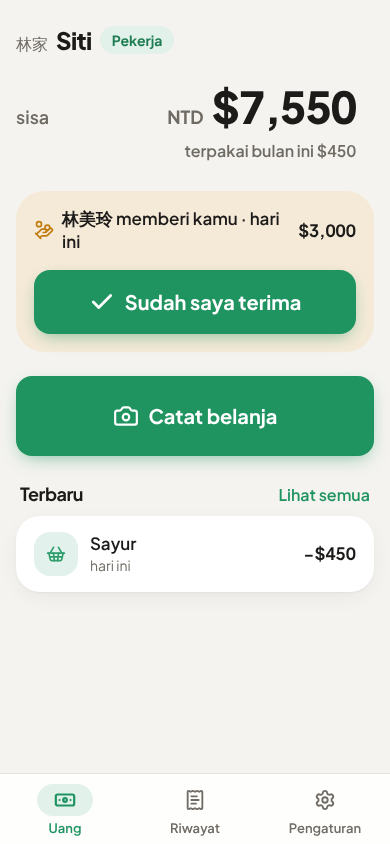 林家 Siti Pekerja
sisa NTD $7,550
terpakai bulan ini $450
林美玲 memberi kamu · hari
ini
$3,000
Sudah saya terima
Catat belanja
Terbaru Lihat semua
Sayur
hari ini
−$450
Uang Riwayat Pengaturan